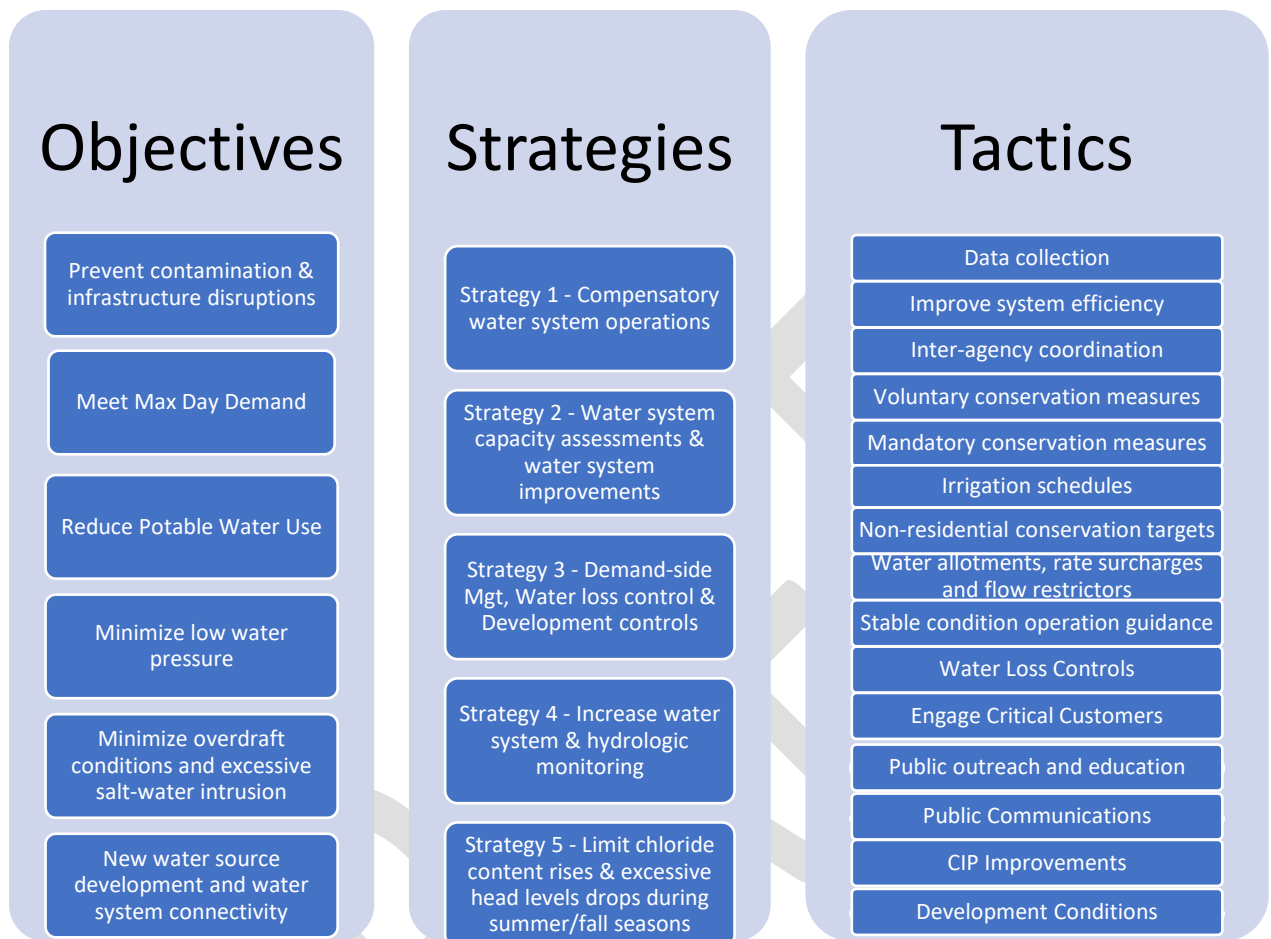 Objectives
Prevent contamination &
infrastructure disruptions
Meet Max Day Demand
Reduce Potable Water Use
Minimize low water
pressure
Minimize overdraft
conditions and excessive
salt-water intrusion
New water source
development and water
system connectivity
Strategies
Strategy 1 - Compensatory
water system operations
Strategy 2 - Water system
capacity assessments &
water system
improvements
Strategy 3 - Demand-side
Mgt, Water loss control &
Development controls
Strategy 4 - Increase water
system & hydrologic
monitoring
Strategy 5 - Limit chloride
content rises & excessive
head levels drops during
summer/fall seasons
Tactics
Data collection
Improve system efficiency
Inter-agency coordination
Voluntary conservation measures
Mandatory conservation measures
Irrigation schedules
Non-residential conservation targets
Water allotments, rate surcharges
and flow restrictors
Stable condition operation guidance
Water Loss Controls
Engage Critical Customers
Public outreach and education
Public Communications
CIP Improvements
Development Conditions